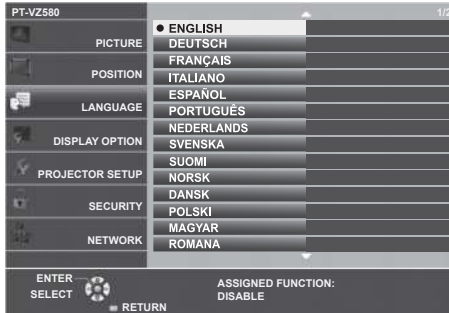 PT-VZ580
1/2
PICTURE
POSITION
LANGUAGE
DISPLAY OPTION
PROJECTOR SETUP
SECURITY
NETWORK
ENGLISH
DEUTSCH
FRANÇAIS
ITALIANO
ESPAÑOL
PORTUGUÊS
NEDERLANDS
SVENSKA
SUOMI
NORSK
DANSK
POLSKI
MAGYAR
ROMANA
ENTER
SELECT
RETURN
ASSIGNED FUNCTION:
DISABLE